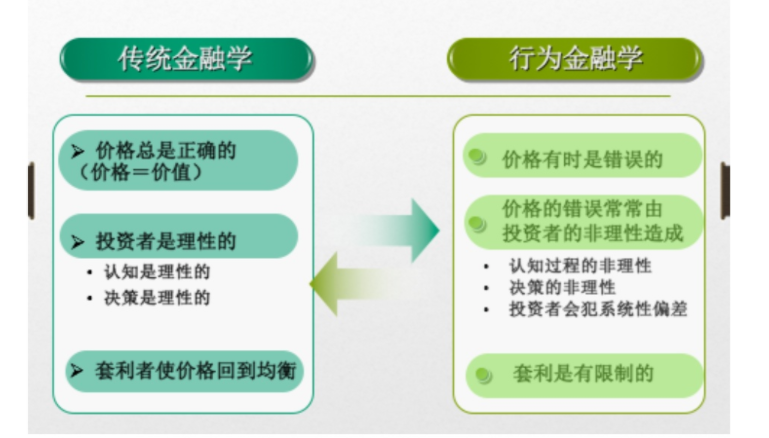 传统金融学
行为金融学
价格总是正确的
（价格＝价值）
投资者是理性的
认知是理性的
决策是理性的
套利者使价格回到均衡
价格有时是错误的
价格的错误常常由
投资者的非理性造成
认知过程的非理性
决策的非理性
投资者会犯系统性偏差
套利是有限制的